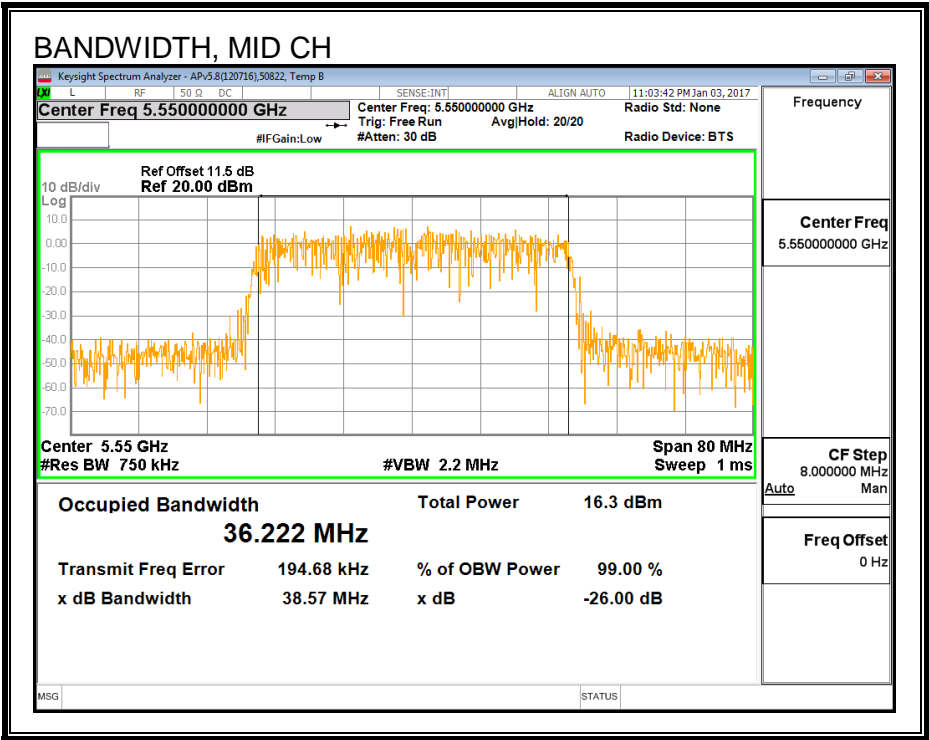 BANDWIDTH, MID CH
Keysight Spectrum Analyzer - APv5.8(120716),50822, Temp B
LXI L RF 50 Ω DC SENSE:INT ALIGN AUTO 11:03:42 PM Jan 03, 2017
Center Freq 5.550000000 GHz
Center Freq: 5.550000000 GHz Radio Std: None
Trig: Free Run Avg|Hold: 20/20
#IFGain:Low #Atten: 30 dB Radio Device: BTS
Ref Offset 11.5 dB
10 dB/div Ref 20.00 dBm
Log
10.0
0.00
-10.0
-20.0
-30.0
-40.0
-50.0
-60.0
-70.0
Center 5.55 GHz Span 80 MHz
#Res BW 750 kHz #VBW 2.2 MHz Sweep 1 ms
Occupied Bandwidth Total Power 16.3 dBm
36.222 MHz
Transmit Freq Error 194.68 kHz % of OBW Power 99.00 %
x dB Bandwidth 38.57 MHz x dB -26.00 dB
MSG STATUS
Frequency
Center Freq
5.550000000 GHz
CF Step
8.000000 MHz
Auto Man
Freq Offset
0 Hz